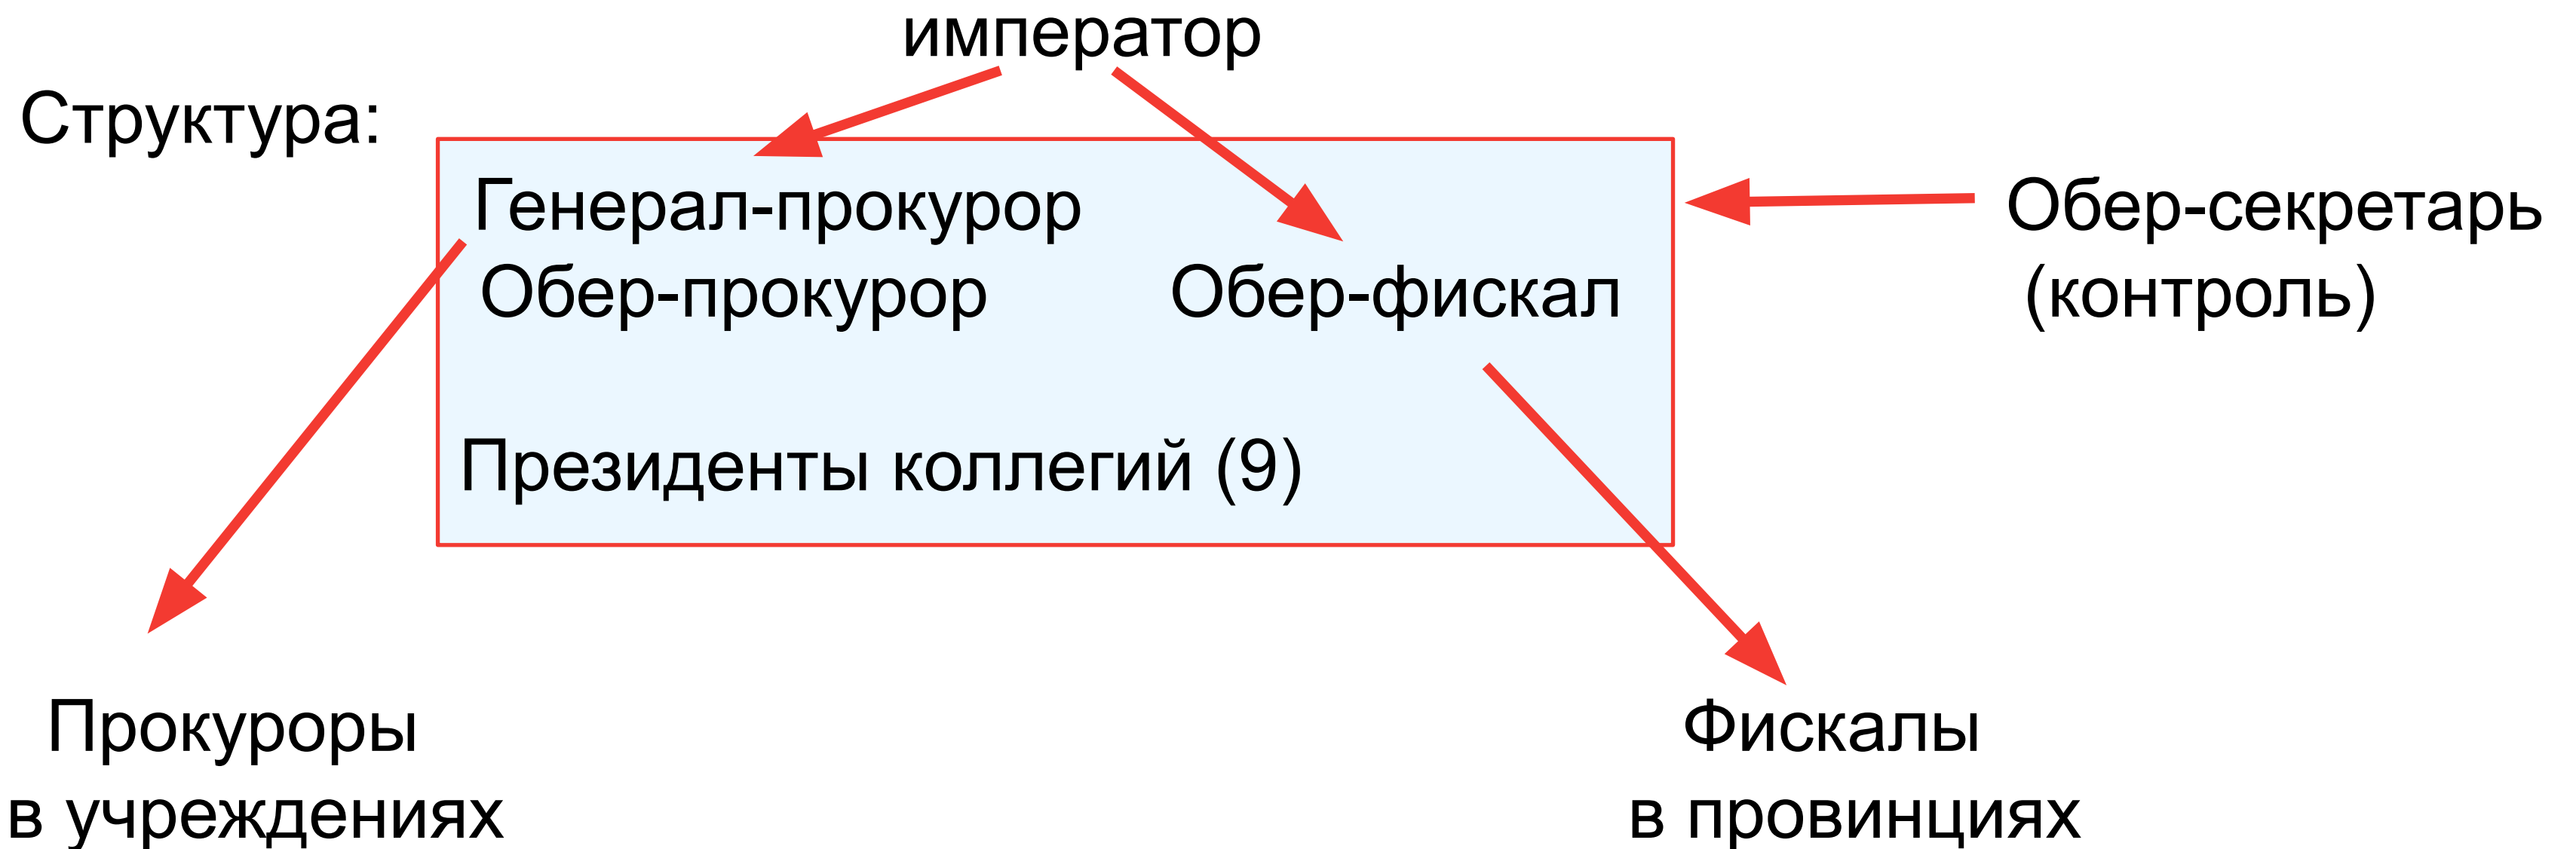 император
Структура:
Генерал-прокурор
Обер-секретарь
Обер-прокурор
Обер-фискал
(контроль)
Президенты коллегий (9)
Прокуроры
в учреждениях
Фискалы
в провинциях